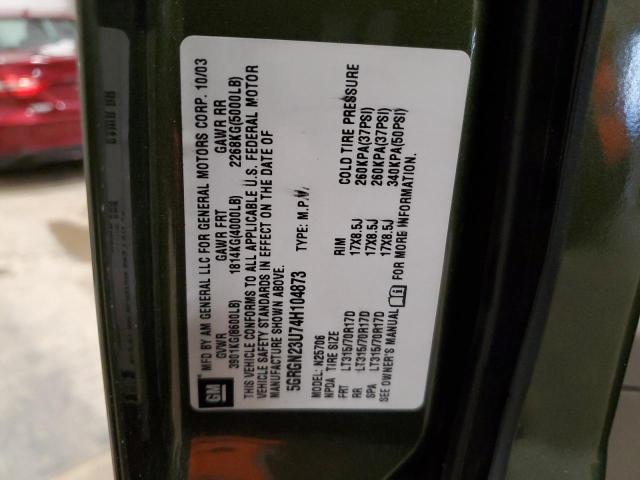 GM
MFD BY AM GENERAL LLC FOR GENERAL MOTORS CORP. 10/03
GVWR GAWR FRT GAWR RR
3901KG(8600LB) 1814KG(4000LB) 2268KG(5000LB)
THIS VEHICLE CONFORMS TO ALL APPLICABLE U.S. FEDERAL MOTOR
VEHICLE SAFETY STANDARDS IN EFFECT ON THE DATE OF
MANUFACTURE SHOWN ABOVE.
5GRGN23U74H104873 TYPE: M.P.V.
MODEL: N25706
NPDA TIRE SIZE RIM COLD TIRE PRESSURE
FRT LT315/70R17D 17X8.5J 260KPA(37PSI)
RR LT315/70R17D 17X8.5J 260KPA(37PSI)
SPA LT315/70R17D 17X8.5J 340KPA(50PSI)
SEE OWNER'S MANUAL FOR MORE INFORMATION.